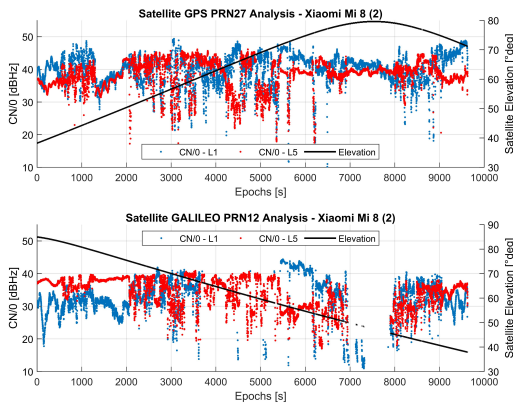 Satellite GPS PRN27 Analysis - Xiaomi Mi 8 (2)
50
40
30
20
10
CN/0 [dBHz]
80
70
60
50
40
30
Satellite Elevation [°deg]
CN/0 - L1 CN/0 - L5 Elevation
0 1000 2000 3000 4000 5000 6000 7000 8000 9000 10000
Epochs [s]
Satellite GALILEO PRN12 Analysis - Xiaomi Mi 8 (2)
CN/0 - L1 CN/0 - L5 Elevation
50
40
30
20
10
CN/0 [dBHz]
90
80
70
60
50
40
30
Satellite Elevation [°deg]
0 1000 2000 3000 4000 5000 6000 7000 8000 9000 10000
Epochs [s]